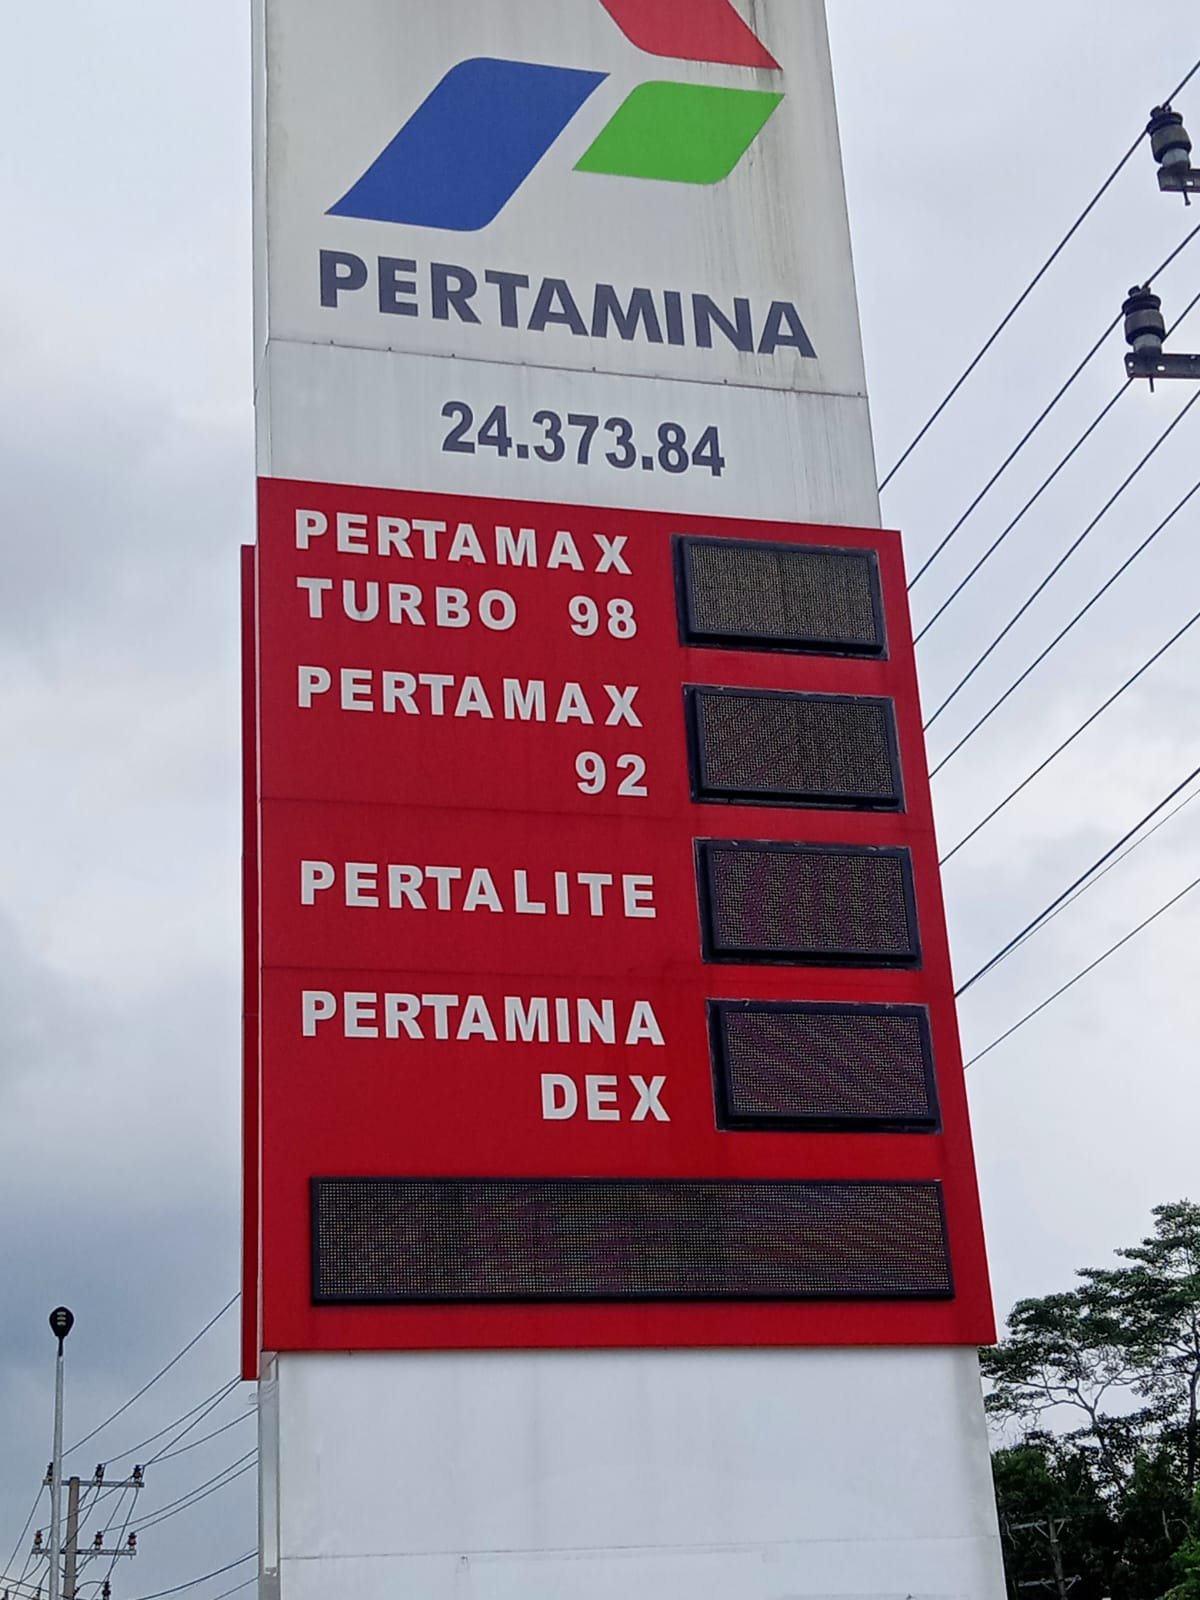 PERTAMINA
24.373.84
PERTAMAX
TURBO 98
PERTAMAX
92
PERTALITE
PERTAMINA
DEX